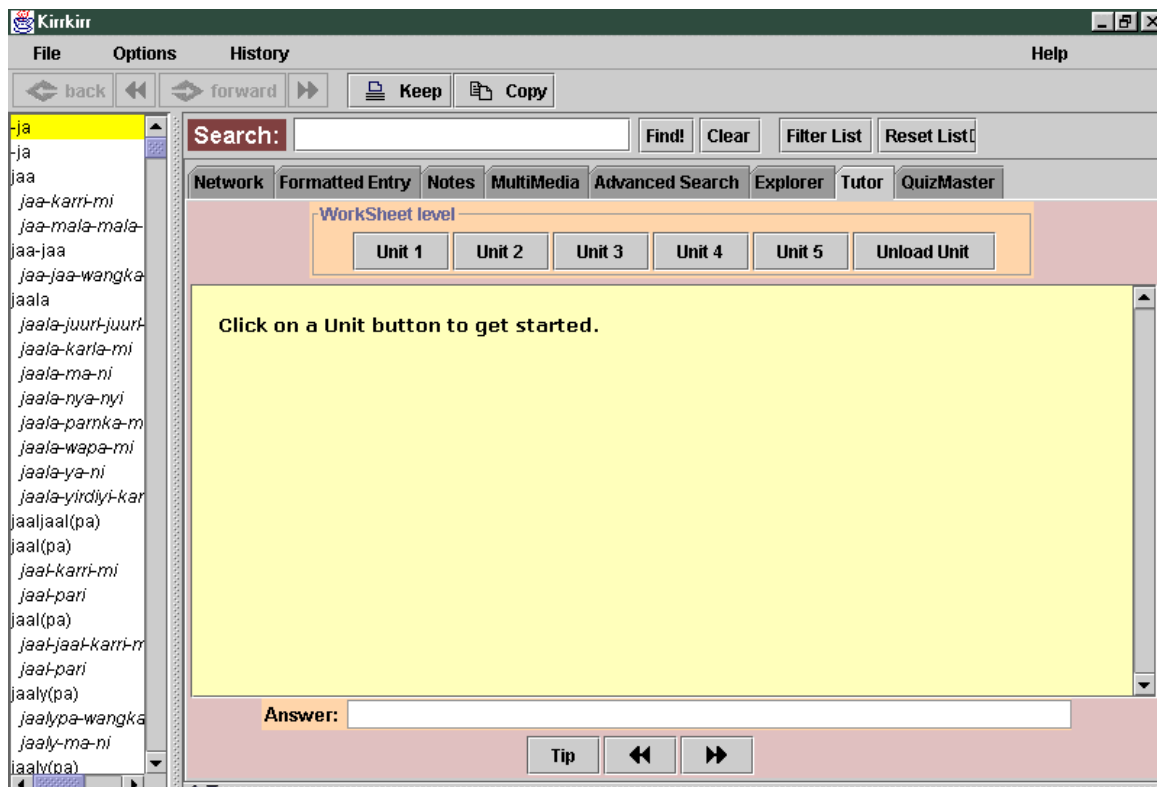 Kirrkirr
File Options History Help
back forward Keep Copy
Search: Find! Clear Filter List Reset List
Network Formatted Entry Notes MultiMedia Advanced Search Explorer Tutor QuizMaster
WorkSheet level
Unit 1 Unit 2 Unit 3 Unit 4 Unit 5 Unload Unit
Click on a Unit button to get started.
Answer:
Tip
-ja
-ja
jaa
jaa-karri-mi
jaa-mala-mala-
jaa-jaa
jaa-jaa-wangka
jaala
jaala-juurl-juurl-
jaala-karla-mi
jaala-ma-ni
jaala-nya-nyi
jaala-parnka-m
jaala-wapa-mi
jaala-ya-ni
jaala-yirdiyi-kar
jaaljaal(pa)
jaal(pa)
jaal-karri-mi
jaal-pari
jaal(pa)
jaal-jaal-karri-m
jaal-pari
jaaly(pa)
jaalypa-wangka
jaaly-ma-ni
jaaly(pa)